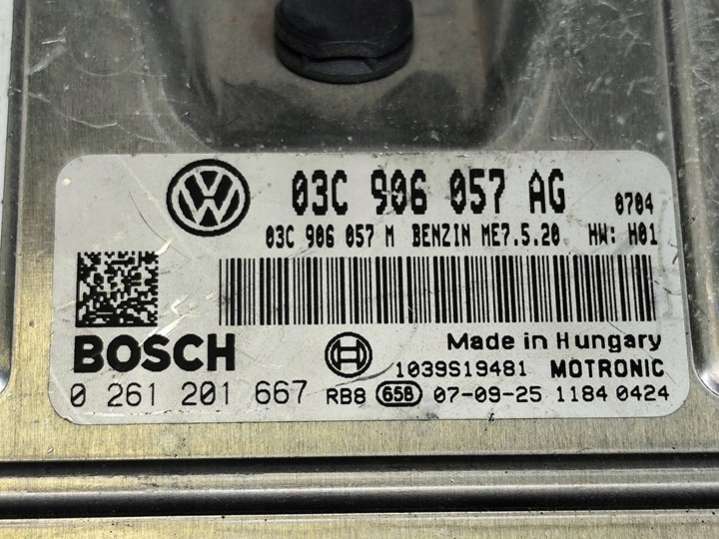 03C 906 057 AG 0704
03C 906 057 M BENZIN ME7.5.20 HW: H01
BOSCH Made in Hungary
1039S19481 MOTRONIC
0 261 201 667 RB8 658 07-09-25 1184 0424